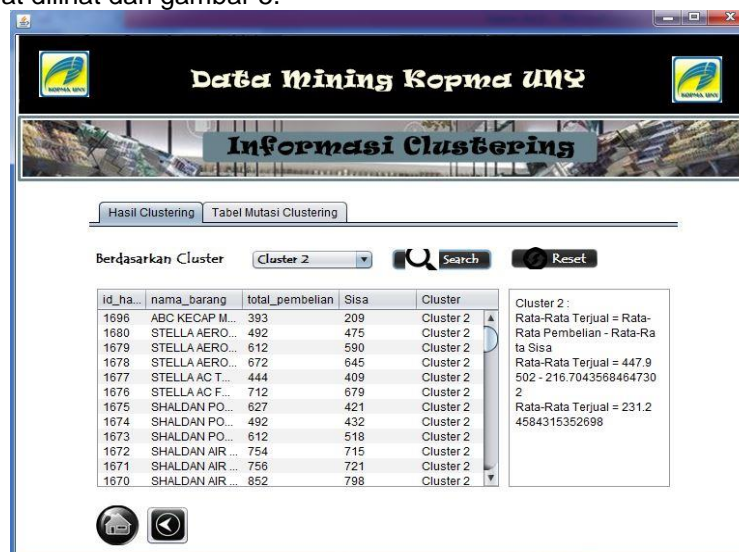 at dilihat dari gambar 3.
Data Mining Kopma UNY
KOPMA UNY
KOPMA UNY
Informasi Clustering
Hasil Clustering Tabel Mutasi Clustering
Berdasarkan Cluster Cluster 2 Search Reset
id_ha... nama_barang total_pembelian Sisa Cluster
1696 ABC KECAP M... 393 209 Cluster 2
1680 STELLA AERO... 492 475 Cluster 2
1679 STELLA AERO... 612 590 Cluster 2
1678 STELLA AERO... 672 645 Cluster 2
1677 STELLA AC T... 444 409 Cluster 2
1676 STELLA AC F... 712 679 Cluster 2
1675 SHALDAN PO... 627 421 Cluster 2
1674 SHALDAN PO... 492 432 Cluster 2
1673 SHALDAN PO... 612 518 Cluster 2
1672 SHALDAN AIR ... 754 715 Cluster 2
1671 SHALDAN AIR ... 756 721 Cluster 2
1670 SHALDAN AIR ... 852 798 Cluster 2
Cluster 2 :
Rata-Rata Terjual = Rata-
Rata Pembelian - Rata-Ra
ta Sisa
Rata-Rata Terjual = 447.9
502 - 216.7043568464730
2
Rata-Rata Terjual = 231.2
4584315352698